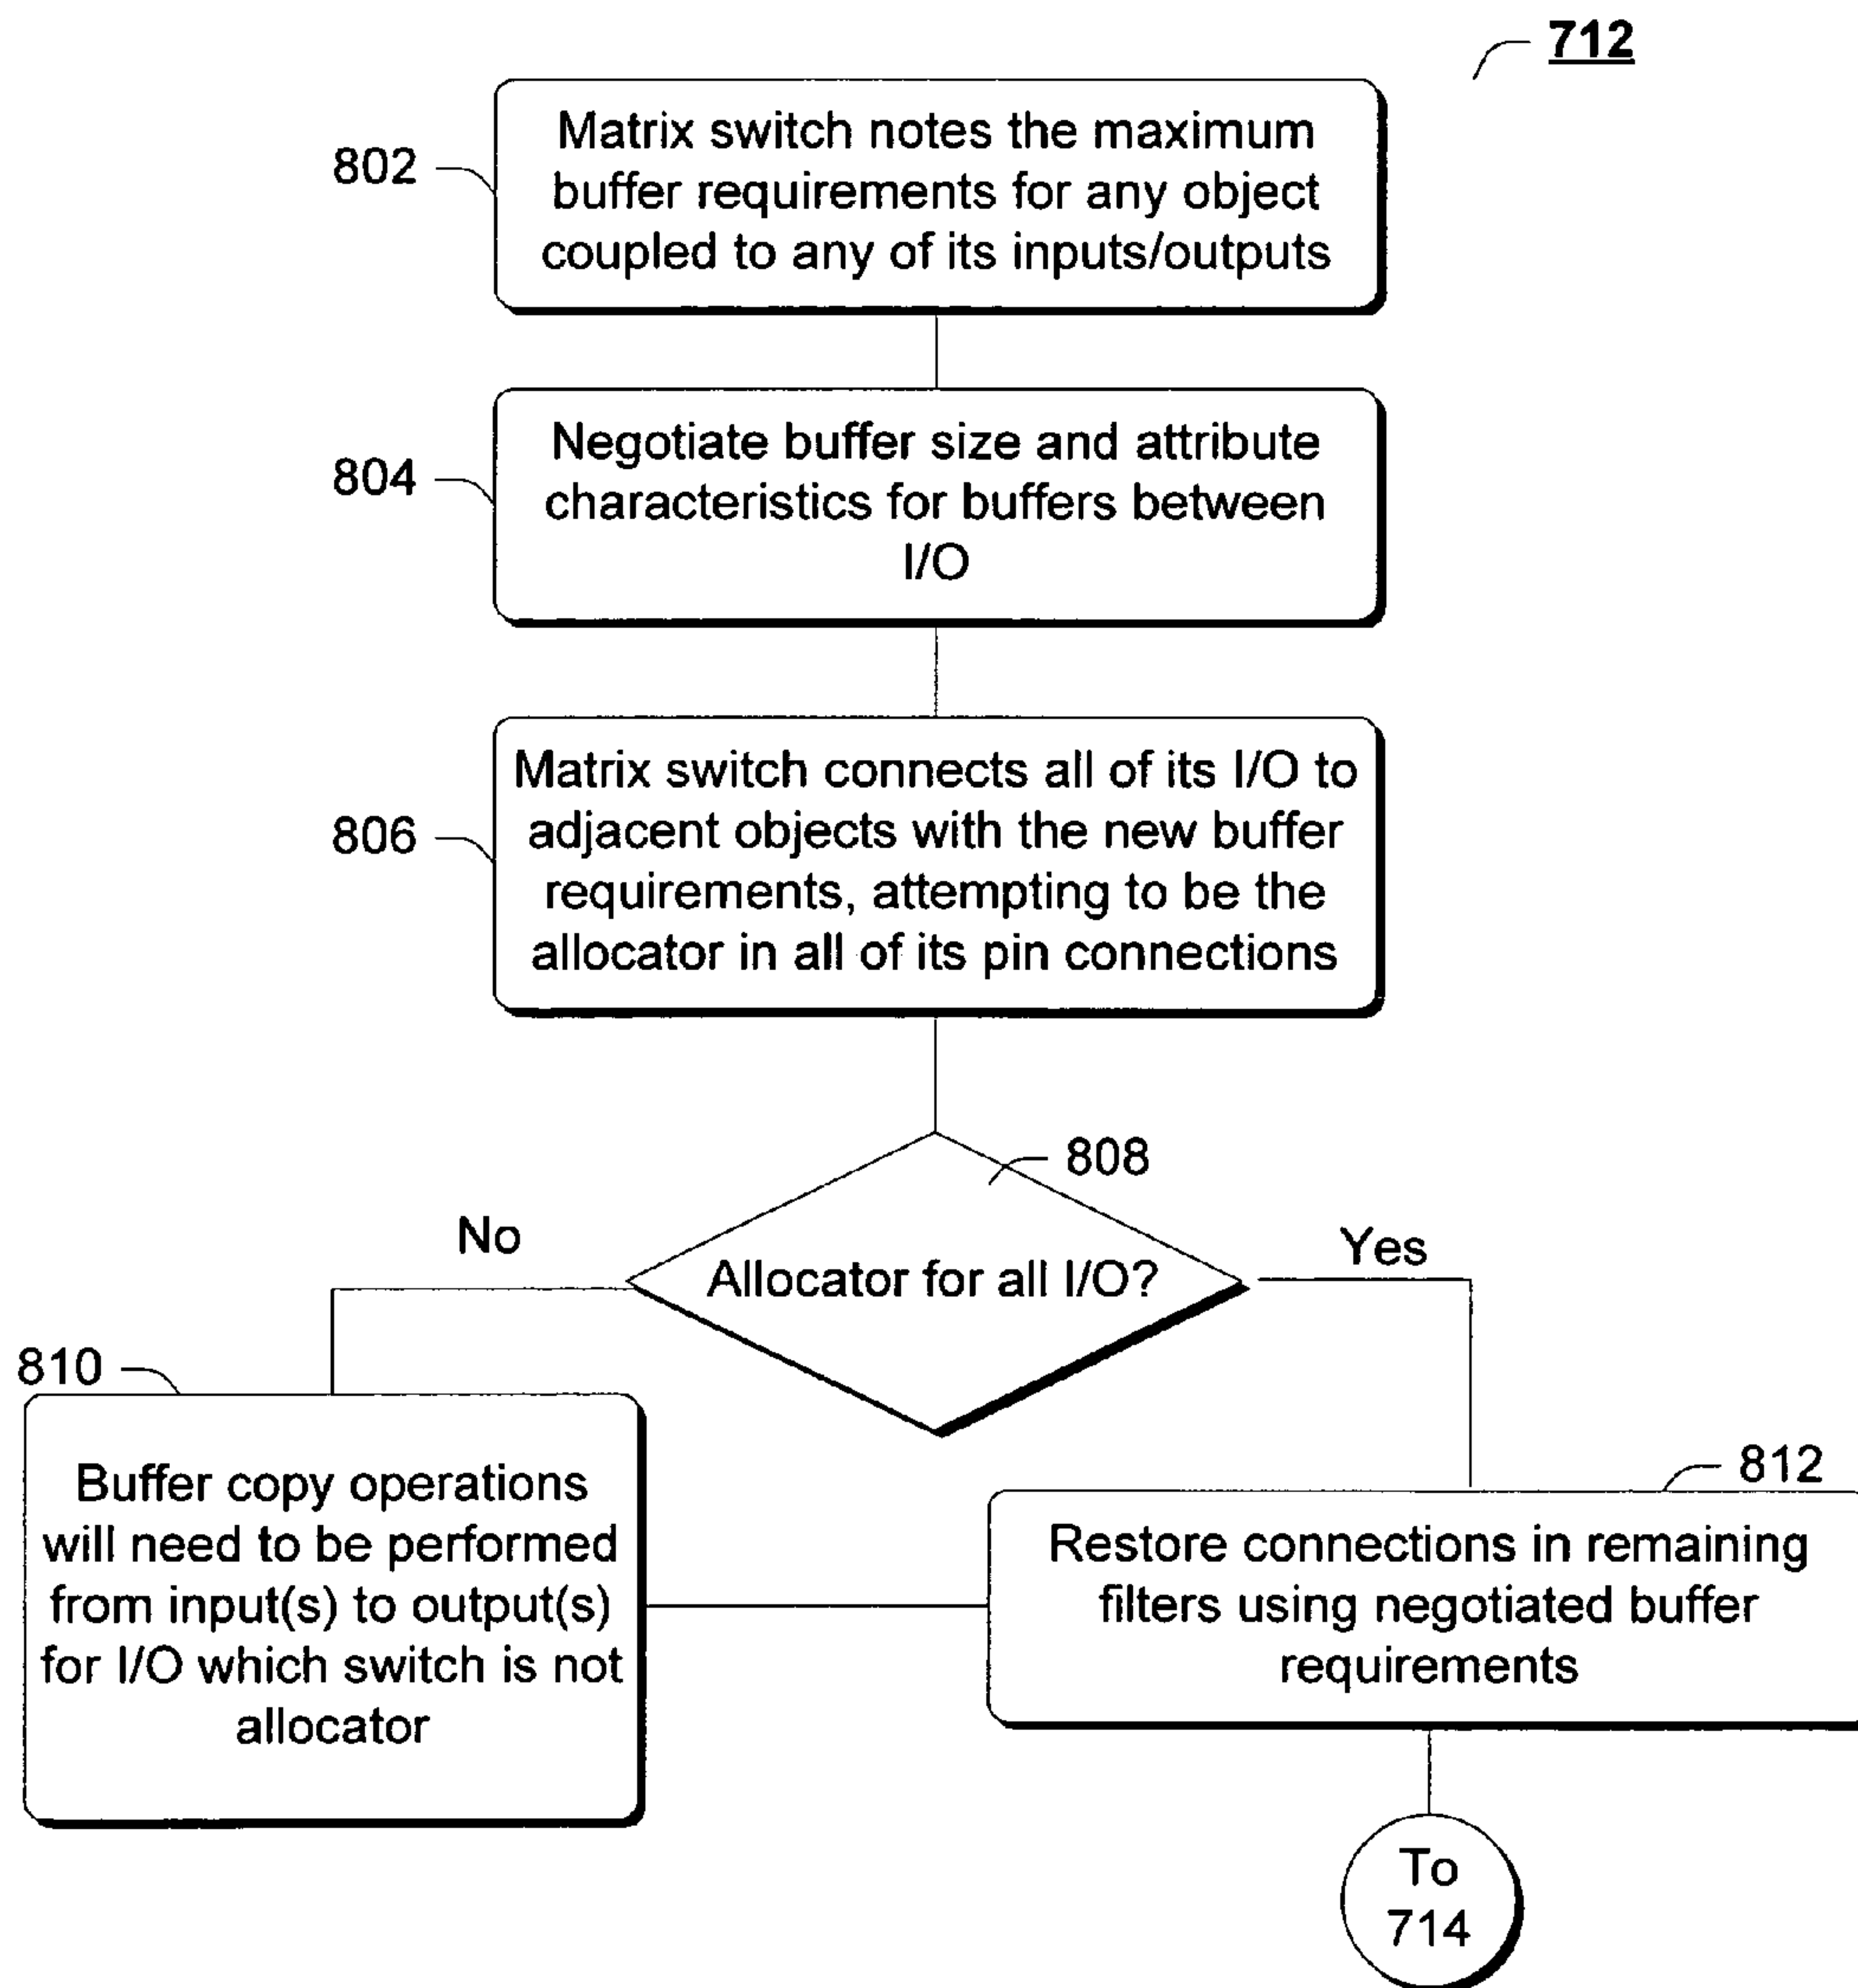 712
802
Matrix switch notes the maximum
buffer requirements for any object
coupled to any of its inputs/outputs
804
Negotiate buffer size and attribute
characteristics for buffers between
I/O
806
Matrix switch connects all of its I/O to
adjacent objects with the new buffer
requirements, attempting to be the
allocator in all of its pin connections
808
No
Allocator for all I/O?
Yes
810
Buffer copy operations
will need to be performed
from input(s) to output(s)
for I/O which switch is not
allocator
812
Restore connections in remaining
filters using negotiated buffer
requirements
To
714